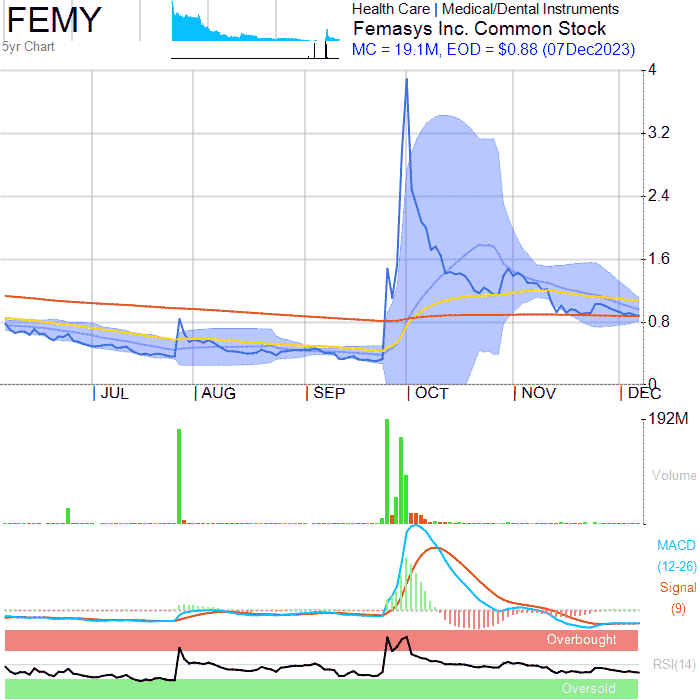 FEMY
5yr Chart
Health Care | Medical/Dental Instruments
Femasys Inc. Common Stock
MC = 19.1M, EOD = $0.88 (07Dec2023)
4
3.2
2.4
1.6
0.8
0
JUL AUG SEP OCT NOV DEC
192M
Volume
MACD
(12-26)
Signal
(9)
Overbought
RSI(14)
Oversold